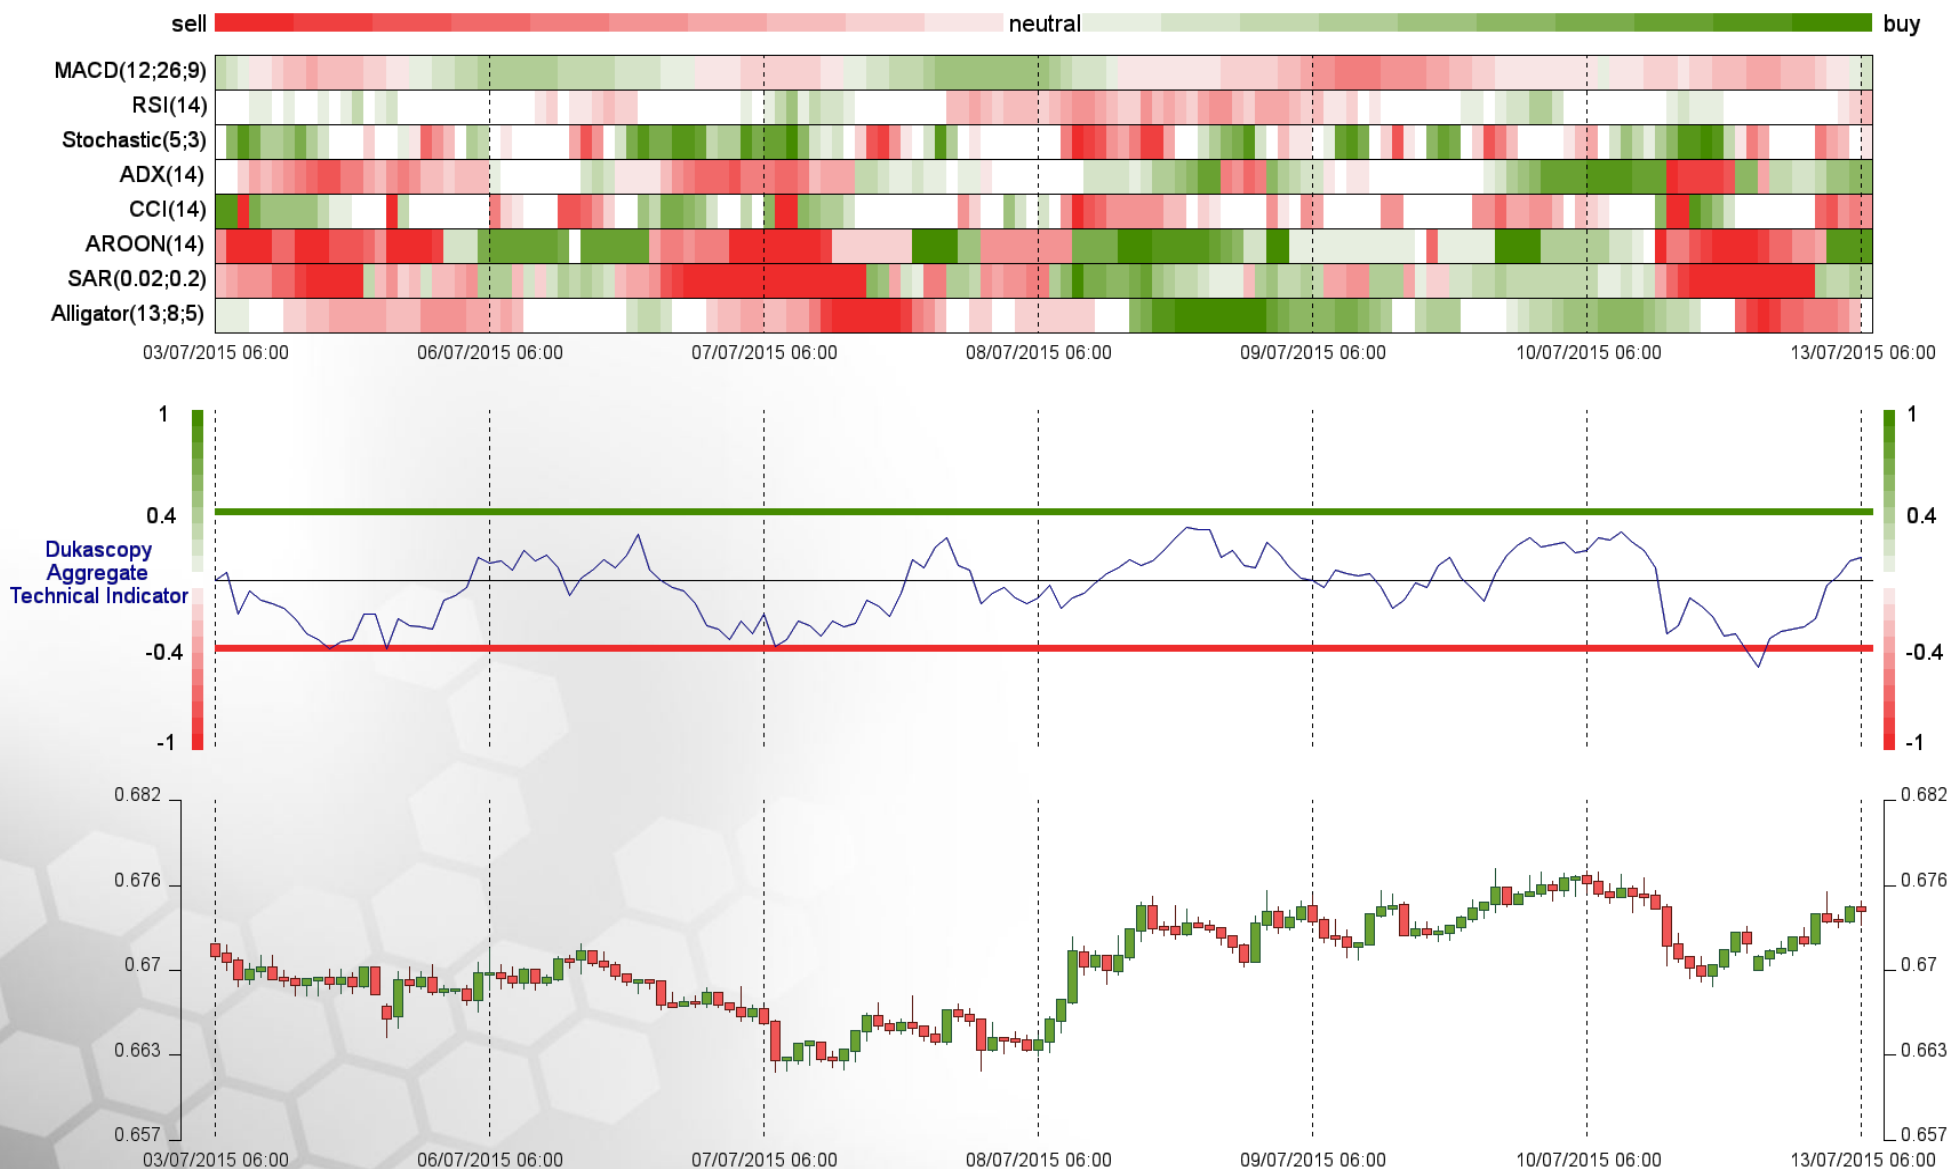 sell neutral buy
MACD(12;26;9)
RSI(14)
Stochastic(5;3)
ADX(14)
CCI(14)
AROON(14)
SAR(0.02;0.2)
Alligator(13;8;5)
03/07/2015 06:00 06/07/2015 06:00 07/07/2015 06:00 08/07/2015 06:00 09/07/2015 06:00 10/07/2015 06:00 13/07/2015 06:00
1 1
0.4 0.4
Dukascopy
Aggregate
Technical Indicator
-0.4 -0.4
-1 -1
0.682 0.682
0.676 0.676
0.67 0.67
0.663 0.663
0.657 0.657
03/07/2015 06:00 06/07/2015 06:00 07/07/2015 06:00 08/07/2015 06:00 09/07/2015 06:00 10/07/2015 06:00 13/07/2015 06:00